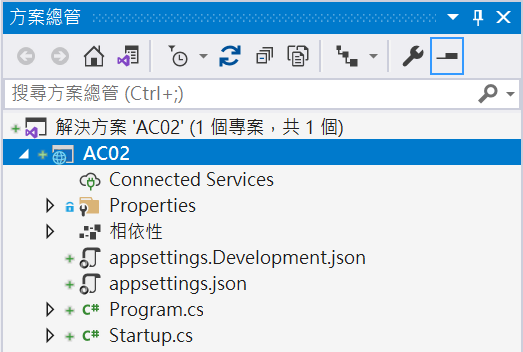 方案總管
搜尋方案總管 (Ctrl+;)
解決方案 'AC02' (1 個專案，共 1 個)
AC02
Connected Services
Properties
相依性
appsettings.Development.json
appsettings.json
C# Program.cs
C# Startup.cs